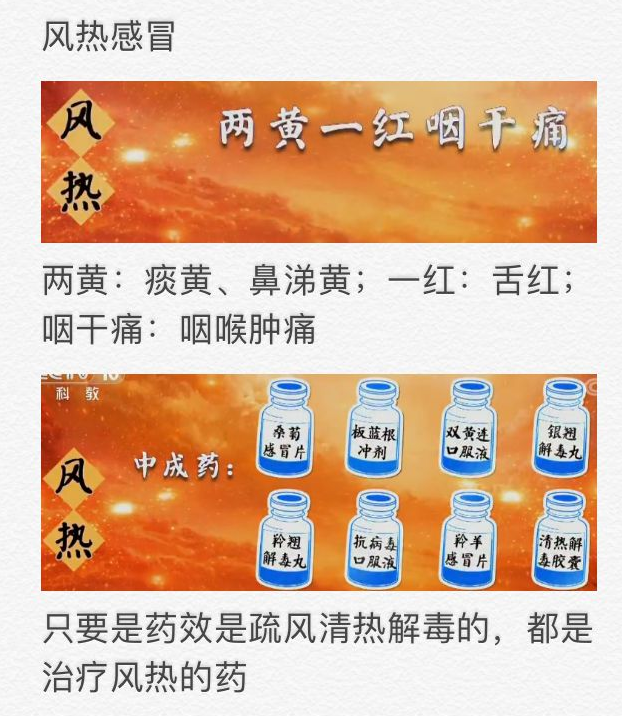 风热感冒
风热
两黄一红咽干痛
两黄：痰黄、鼻涕黄；一红：舌红；
咽干痛：咽喉肿痛
科教
风热
中成药：
桑菊
感冒片
板蓝根
冲剂
双黄连
口服液
银翘
解毒丸
羚翘
解毒丸
抗病毒
口服液
羚羊
感冒片
清热解
毒胶囊
只要是药效是疏风清热解毒的，都是
治疗风热的药